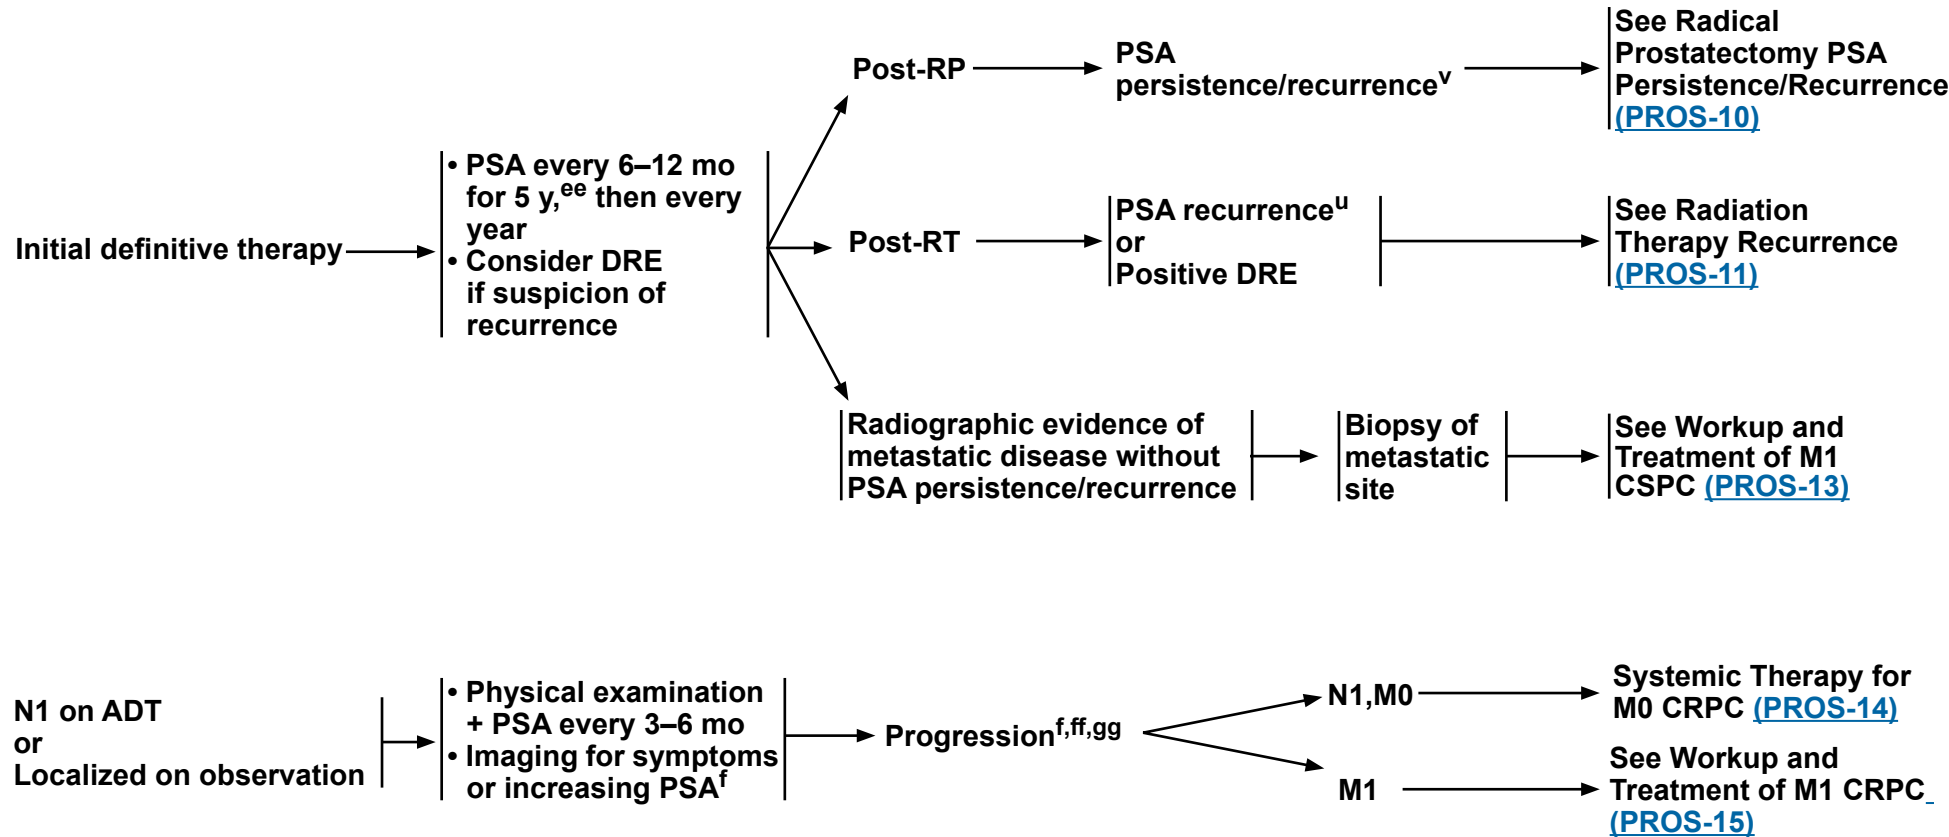 Initial definitive therapy
• PSA every 6–12 mo
for 5 y,ee then every
year
• Consider DRE
if suspicion of
recurrence
Post-RP
PSA
persistence/recurrencev
See Radical
Prostatectomy PSA
Persistence/Recurrence
(PROS-10)
Post-RT
PSA recurrenceu
or
Positive DRE
See Radiation
Therapy Recurrence
(PROS-11)
Radiographic evidence of
metastatic disease without
PSA persistence/recurrence
Biopsy of
metastatic
site
See Workup and
Treatment of M1
CSPC (PROS-13)
N1 on ADT
or
Localized on observation
• Physical examination
+ PSA every 3–6 mo
• Imaging for symptoms
or increasing PSAf
Progressionf,ff,gg
N1,M0
Systemic Therapy for
M0 CRPC (PROS-14)
M1
See Workup and
Treatment of M1 CRPC
(PROS-15)